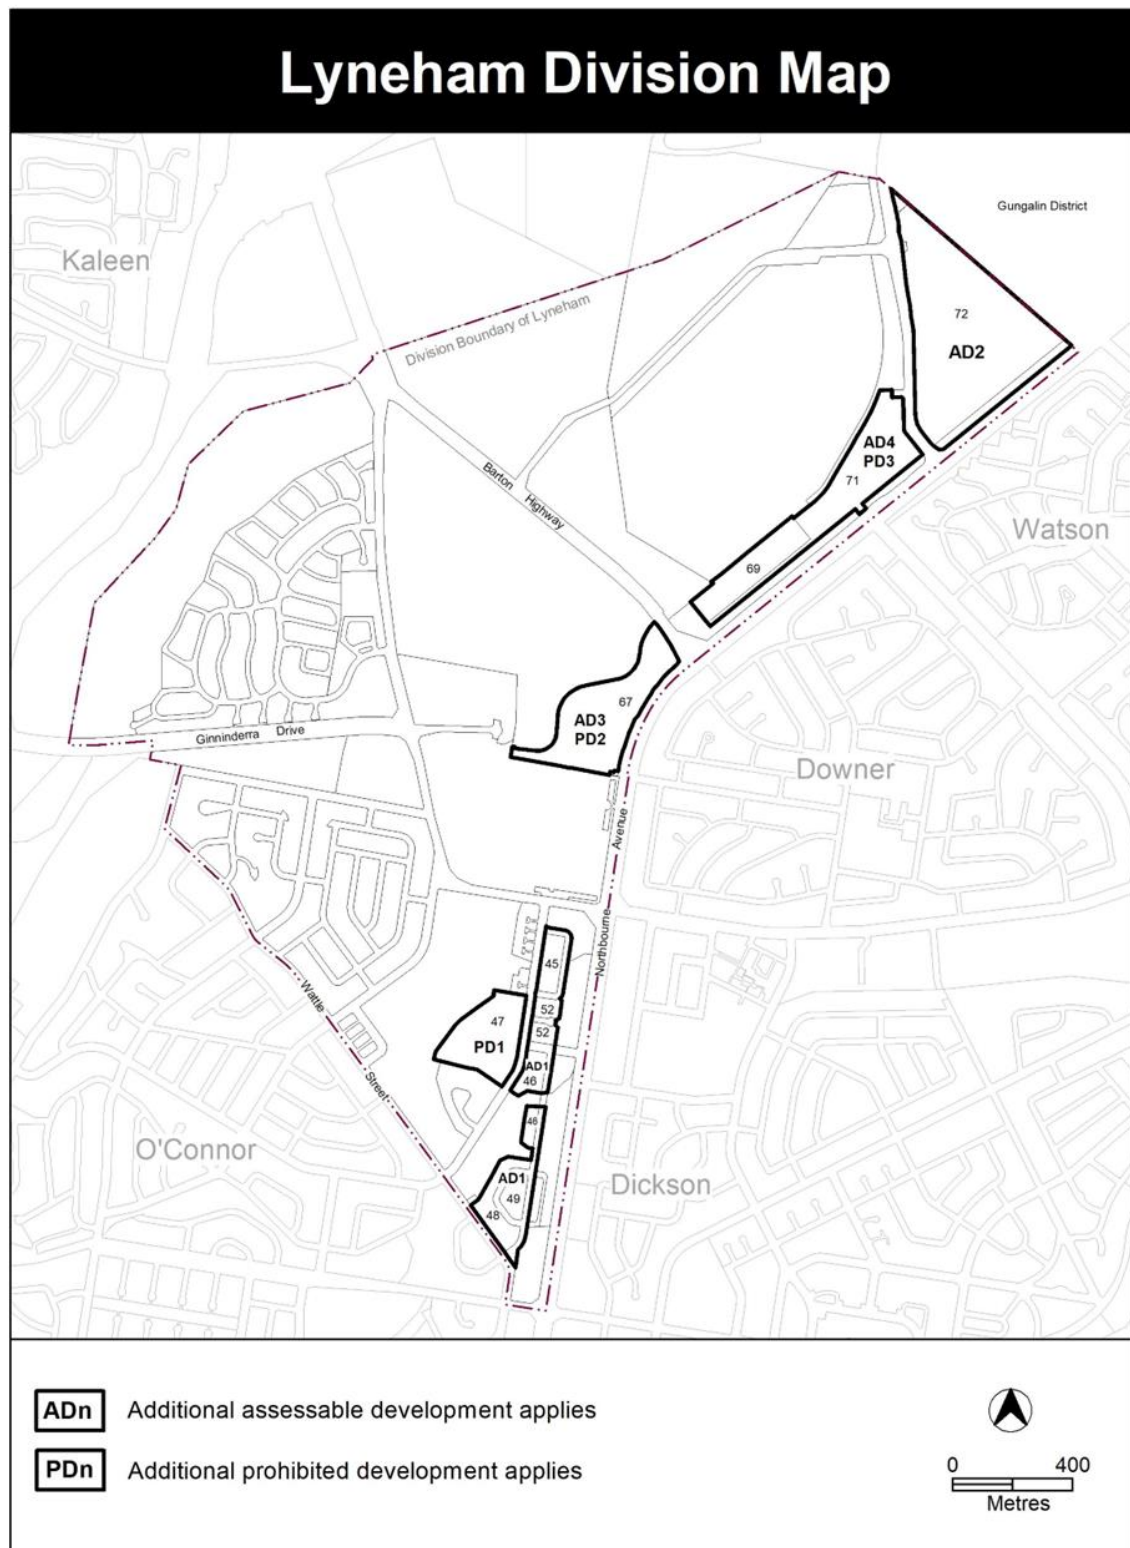 Lyneham Division Map
Gungalin District
Kaleen
Division Boundary of Lyneham
72
AD2
AD4
PD3
71
Barton Highway
Watson
69
67
AD3
PD2
Ginninderra Drive
Downer
Avenue
Northbourne
45
Wattle
52
47
52
PD1
AD1
46
Street
46
O'Connor
AD1
49
Dickson
48
ADn Additional assessable development applies
PDn Additional prohibited development applies
0 400
Metres